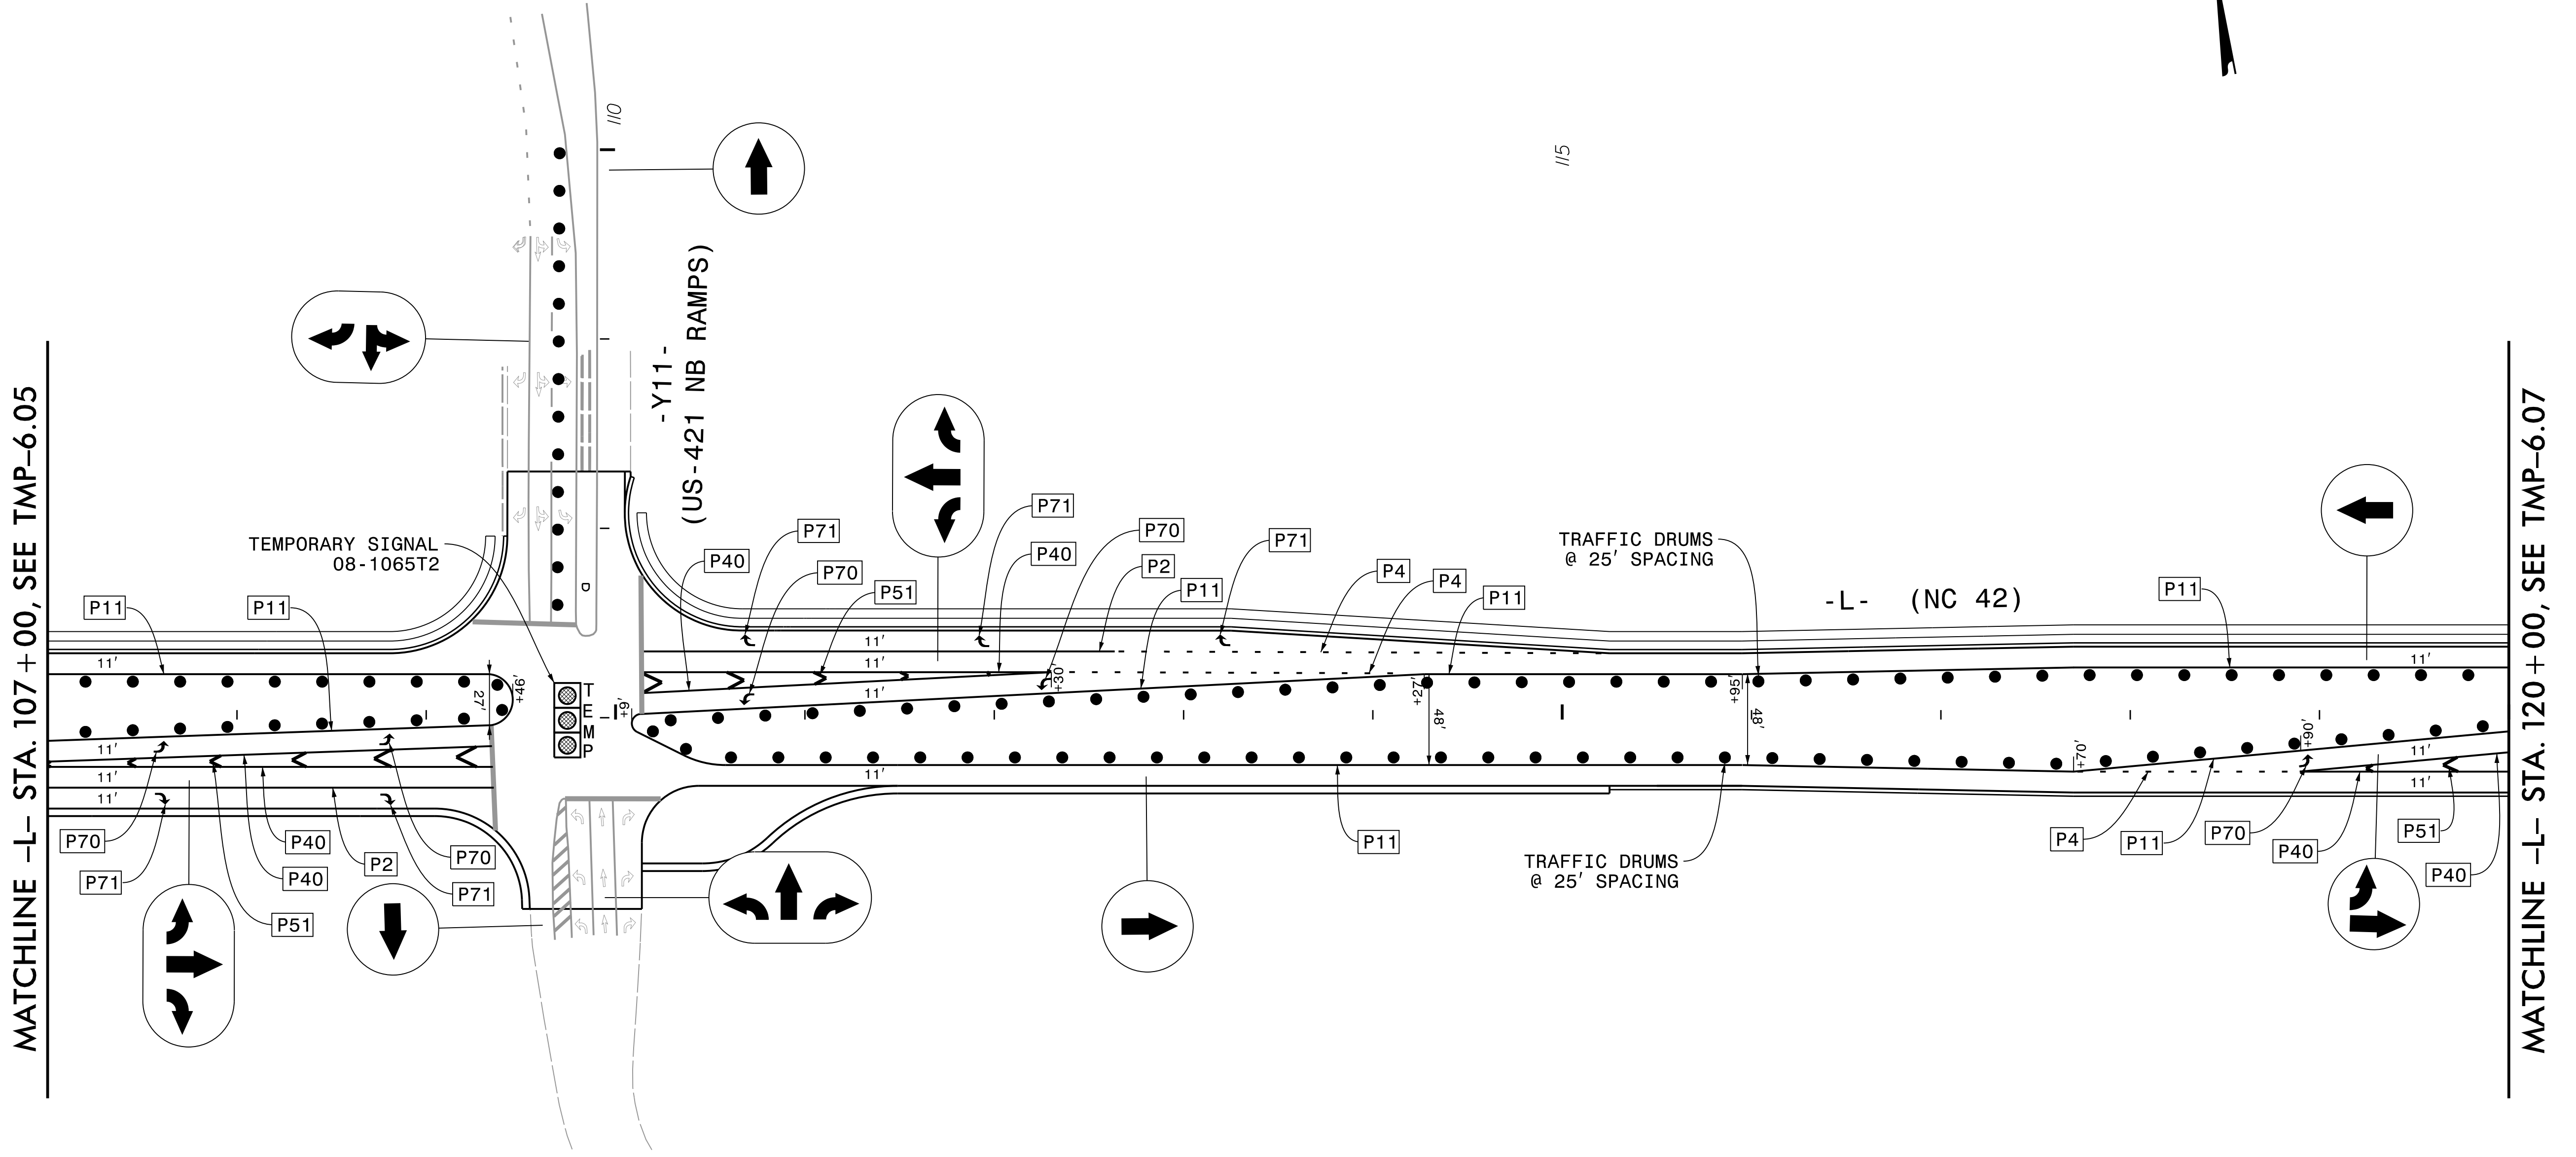 MATCHLINE -L- STA. 107+00, SEE TMP-6.05
110
115
-Y11-
(US-421 NB RAMPS)
TEMPORARY SIGNAL
08-1065T2
TRAFFIC DRUMS
@ 25' SPACING
-L- (NC 42)
P71
P71
P70
P71
P40
P70
P51
P40
P2
P11
P4
P4
P11
P11
P11
P11
11'
11'
11'
11'
11'
11'
11'
11'
11'
11'
11'
27'
+46'
+9'
+30'
+27'
48'
+95'
48'
+70'
+90'
TEMP
D
P70
P71
P40
P40
P51
P2
P70
P71
P11
TRAFFIC DRUMS
@ 25' SPACING
P4
P11
P70
P40
P51
P40
MATCHLINE -L- STA. 120+00, SEE TMP-6.07